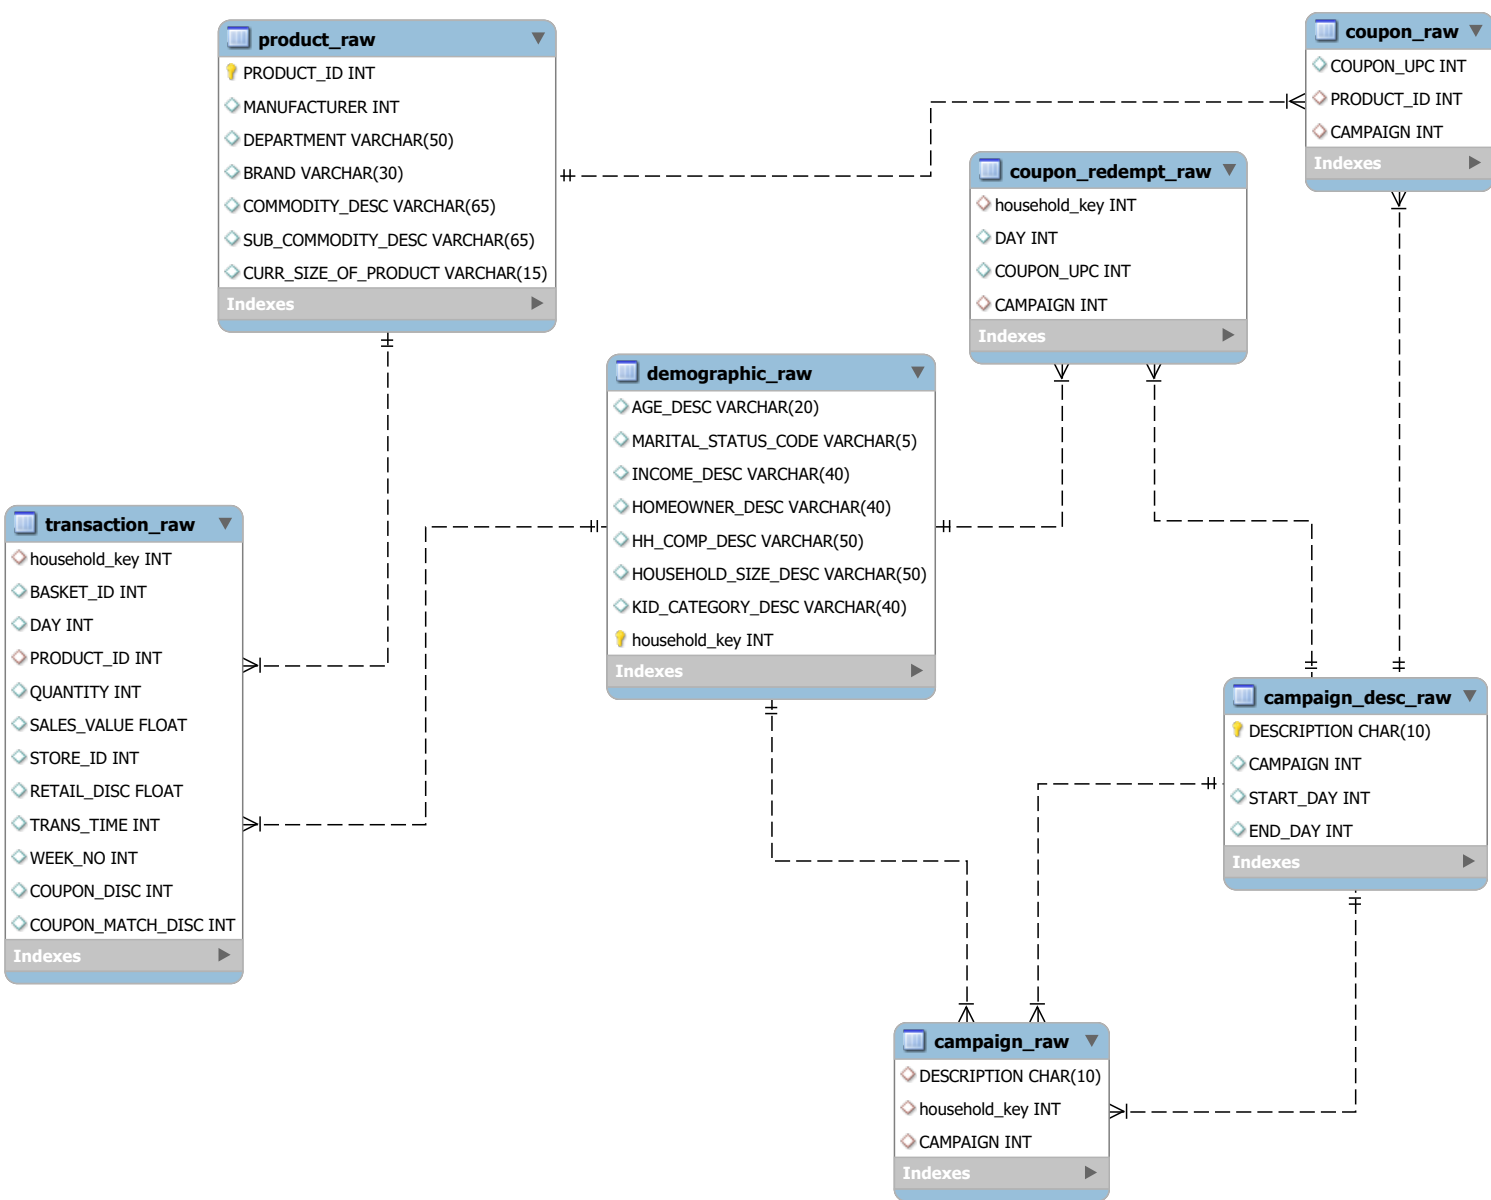 product_raw
PRODUCT_ID INT
MANUFACTURER INT
DEPARTMENT VARCHAR(50)
BRAND VARCHAR(30)
COMMODITY_DESC VARCHAR(65)
SUB_COMMODITY_DESC VARCHAR(65)
CURR_SIZE_OF_PRODUCT VARCHAR(15)
Indexes
coupon_raw
COUPON_UPC INT
PRODUCT_ID INT
CAMPAIGN INT
Indexes
coupon_redempt_raw
household_key INT
DAY INT
COUPON_UPC INT
CAMPAIGN INT
Indexes
demographic_raw
AGE_DESC VARCHAR(20)
MARITAL_STATUS_CODE VARCHAR(5)
INCOME_DESC VARCHAR(40)
HOMEOWNER_DESC VARCHAR(40)
HH_COMP_DESC VARCHAR(50)
HOUSEHOLD_SIZE_DESC VARCHAR(50)
KID_CATEGORY_DESC VARCHAR(40)
household_key INT
Indexes
transaction_raw
household_key INT
BASKET_ID INT
DAY INT
PRODUCT_ID INT
QUANTITY INT
SALES_VALUE FLOAT
STORE_ID INT
RETAIL_DISC FLOAT
TRANS_TIME INT
WEEK_NO INT
COUPON_DISC INT
COUPON_MATCH_DISC INT
Indexes
campaign_desc_raw
DESCRIPTION CHAR(10)
CAMPAIGN INT
START_DAY INT
END_DAY INT
Indexes
campaign_raw
DESCRIPTION CHAR(10)
household_key INT
CAMPAIGN INT
Indexes